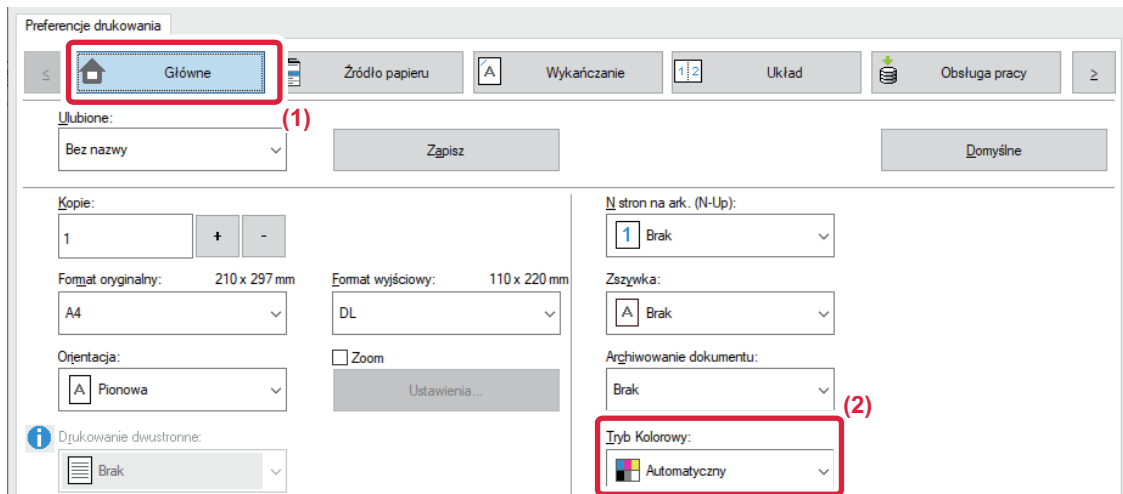 Preferencje drukowania
≤ Główne Źródło papieru A Wykańczanie 1 2 Układ Obsługa pracy ≥
(1)
Ulubione:
Bez nazwy Zapisz Domyślne
Kopie: N stron na ark. (N-Up):
1 + - 1 Brak
Format oryginalny: 210 x 297 mm Format wyjściowy: 110 x 220 mm Zszywka:
A4 DL A Brak
Orientacja: Zoom Archiwowanie dokumentu:
A Pionowa Ustawienia... Brak
(2)
Drukowanie dwustronne: Tryb Kolorowy:
Brak Automatyczny